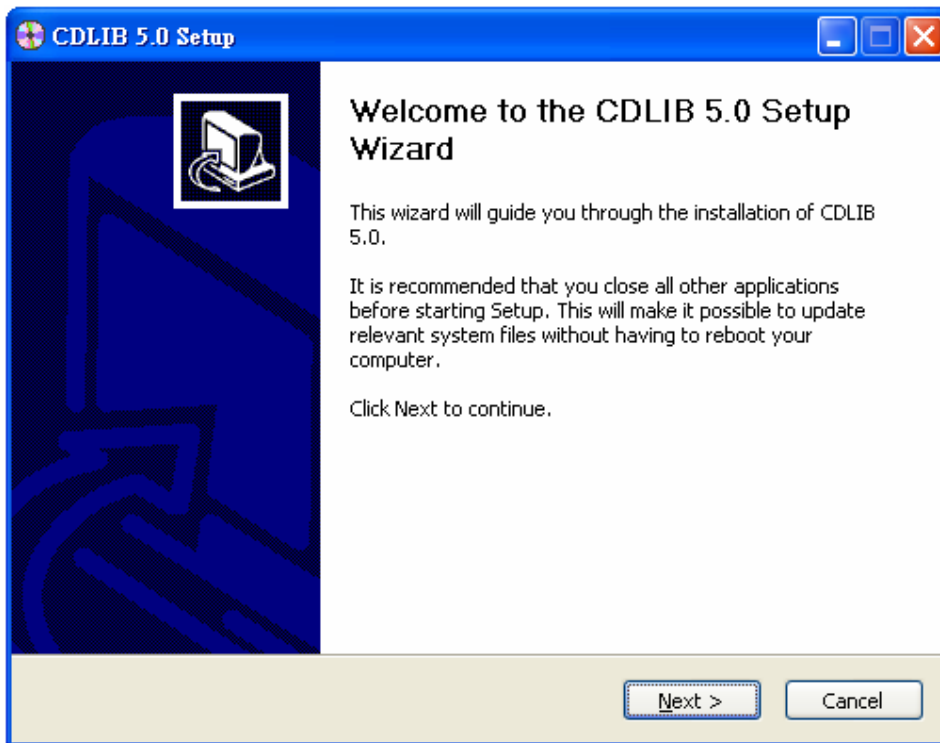 CDLIB 5.0 Setup
Welcome to the CDLIB 5.0 Setup
Wizard
This wizard will guide you through the installation of CDLIB
5.0.
It is recommended that you close all other applications
before starting Setup. This will make it possible to update
relevant system files without having to reboot your
computer.
Click Next to continue.
Next >
Cancel